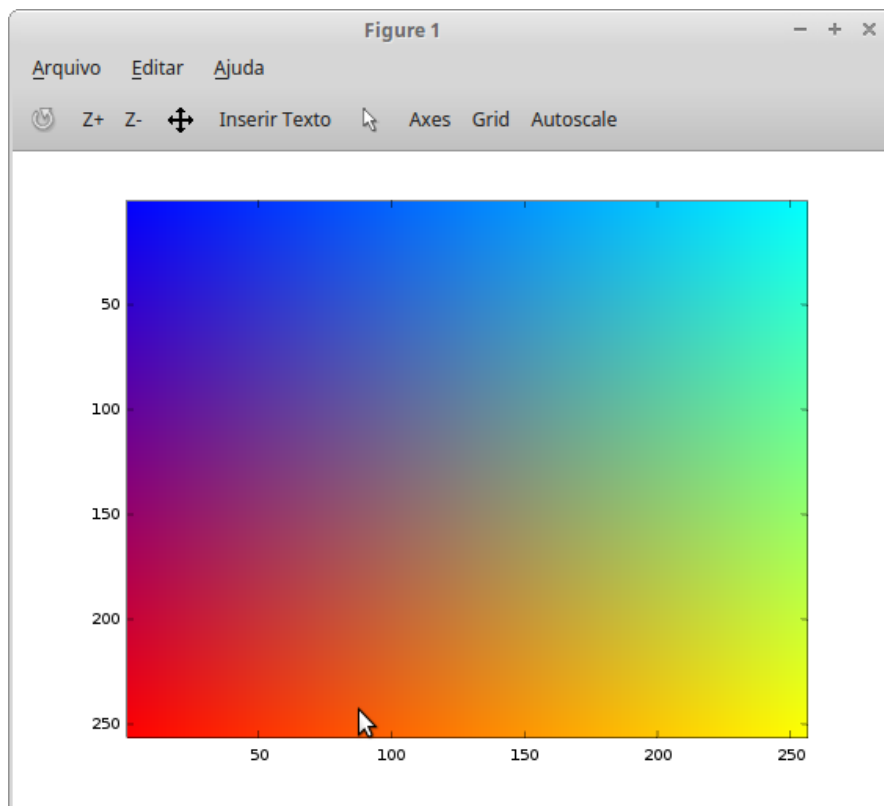 Figure 1
Arquivo Editar Ajuda
Z+ Z- Inserir Texto Axes Grid Autoscale
50
100
150
200
250
50 100 150 200 250